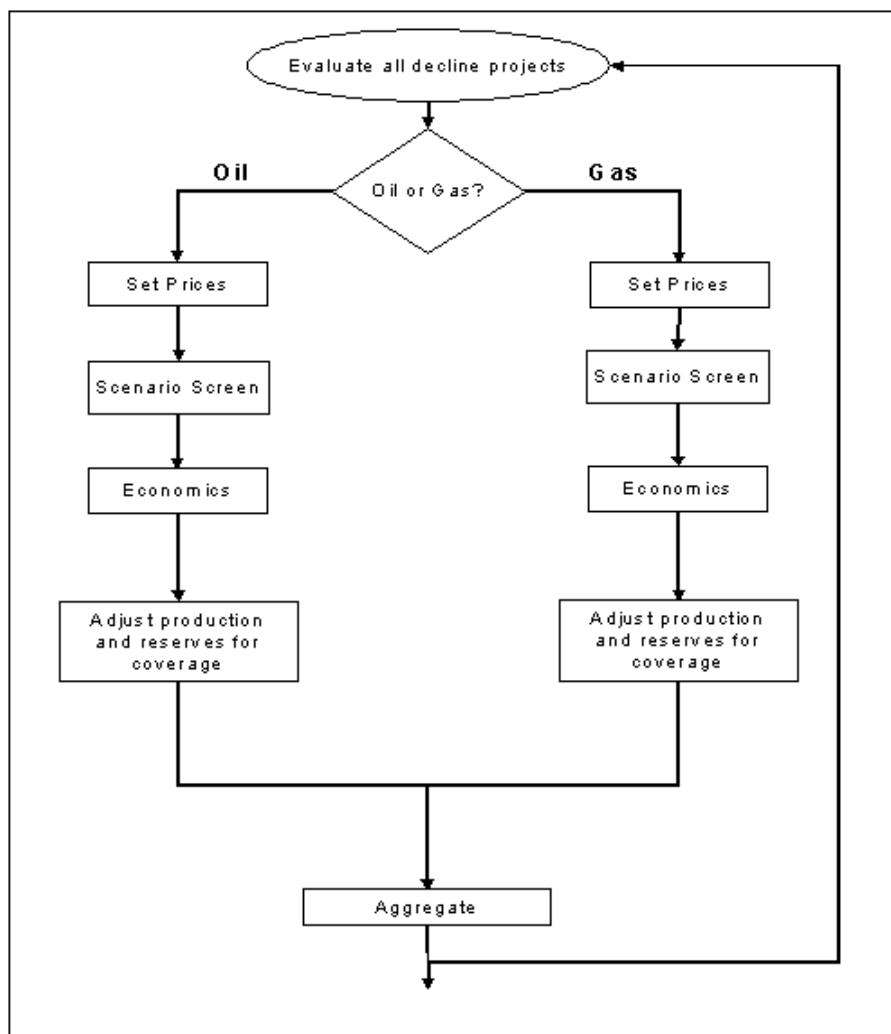 Evaluate all decline projects
Oil or Gas?
Oil
Gas
Set Prices
Scenario Screen
Economics
Adjust production
and reserves for
coverage
Set Prices
Scenario Screen
Economics
Adjust production
and reserves for
coverage
Aggregate